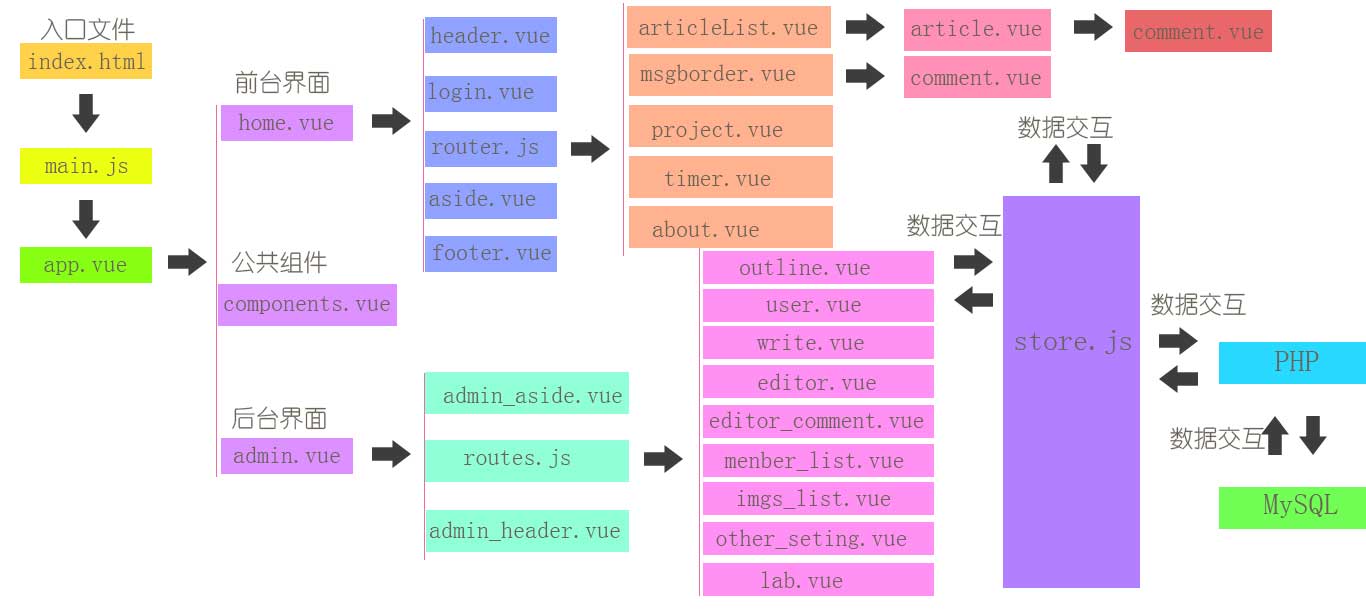 入口文件
index.html
main.js
app.vue
前台界面
home.vue
公共组件
components.vue
后台界面
admin.vue
header.vue
login.vue
router.js
aside.vue
footer.vue
admin_aside.vue
routes.js
admin_header.vue
articleList.vue
msgborder.vue
project.vue
timer.vue
about.vue
article.vue
comment.vue
comment.vue
outline.vue
user.vue
write.vue
editor.vue
editor_comment.vue
menber_list.vue
imgs_list.vue
other_seting.vue
lab.vue
数据交互
数据交互
store.js
数据交互
PHP
数据交互
MySQL